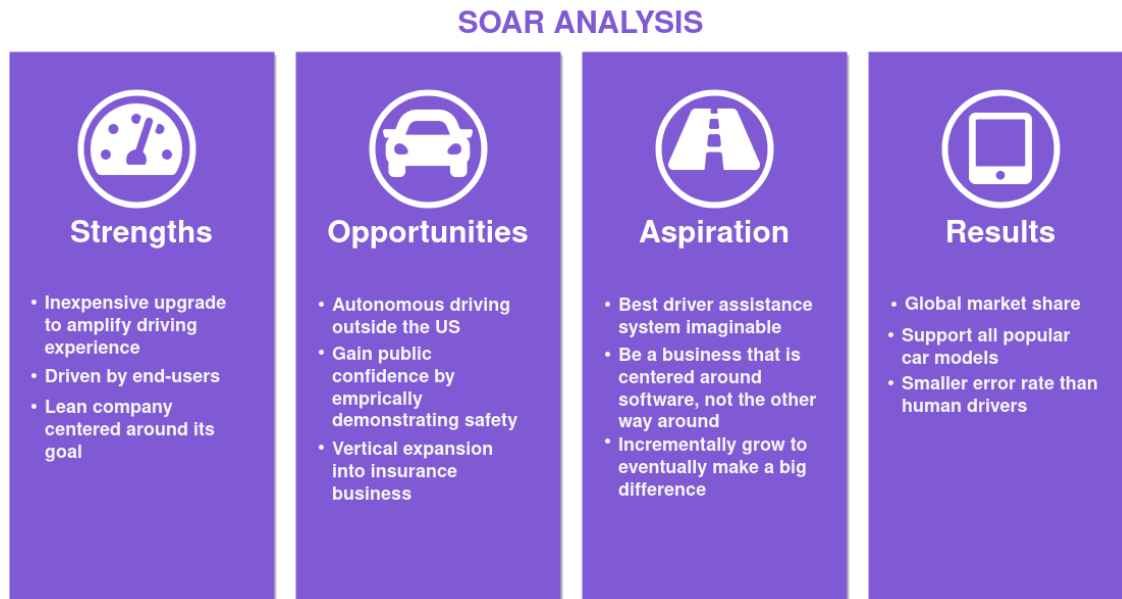 SOAR ANALYSIS
Strengths
• Inexpensive upgrade
to amplify driving
experience
• Driven by end-users
• Lean company
centered around its
goal
Opportunities
• Autonomous driving
outside the US
• Gain public
confidence by
emprically
demonstrating safety
• Vertical expansion
into insurance
business
Aspiration
• Best driver assistance
system imaginable
• Be a business that is
centered around
software, not the other
way around
• Incrementally grow to
eventually make a big
difference
Results
• Global market share
• Support all popular
car models
• Smaller error rate than
human drivers